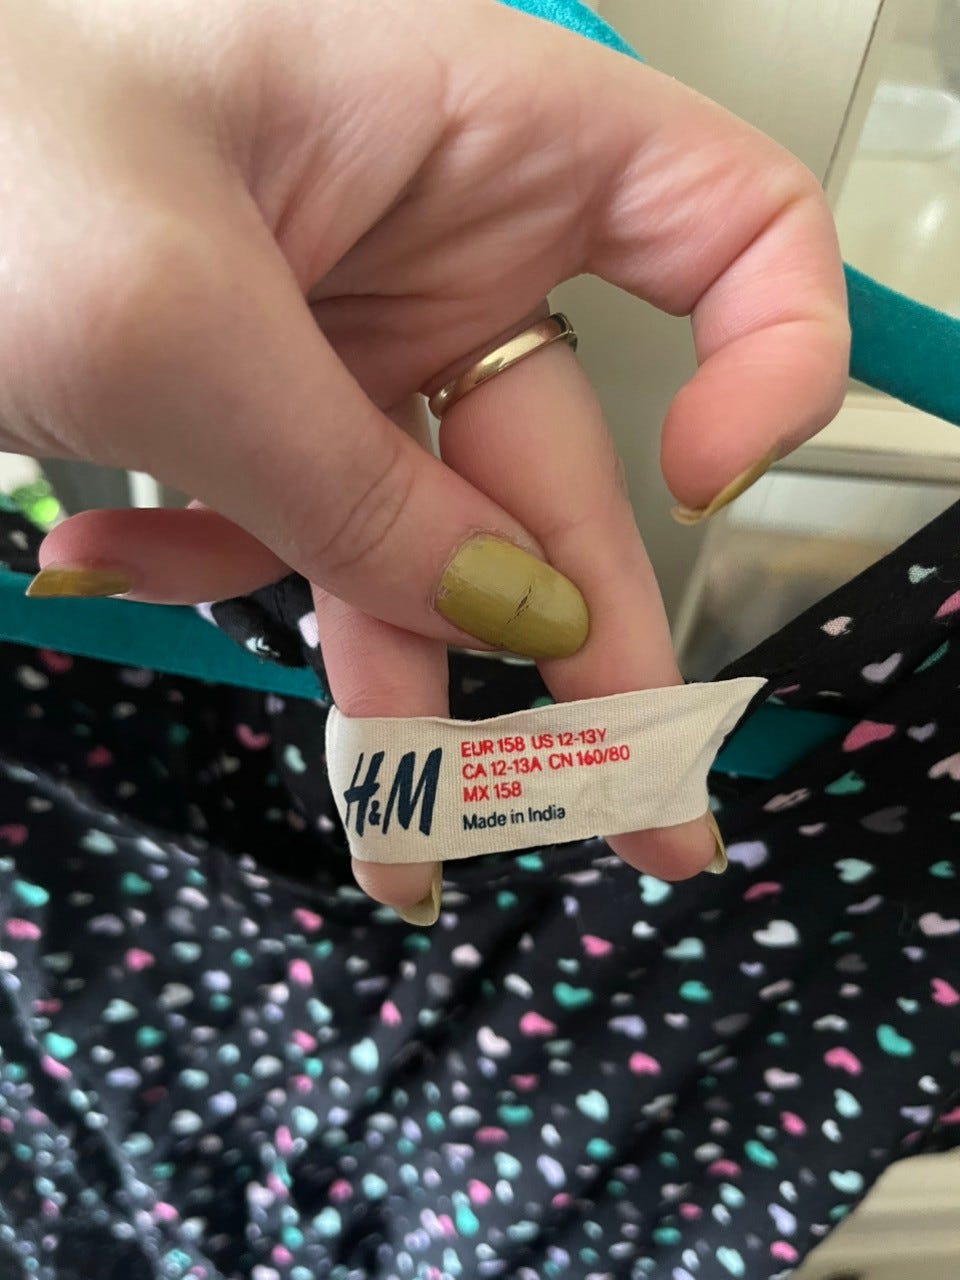 H&M
EUR 158 US 12-13Y
CA 12-13A CN 160/80
MX 158
Made in India